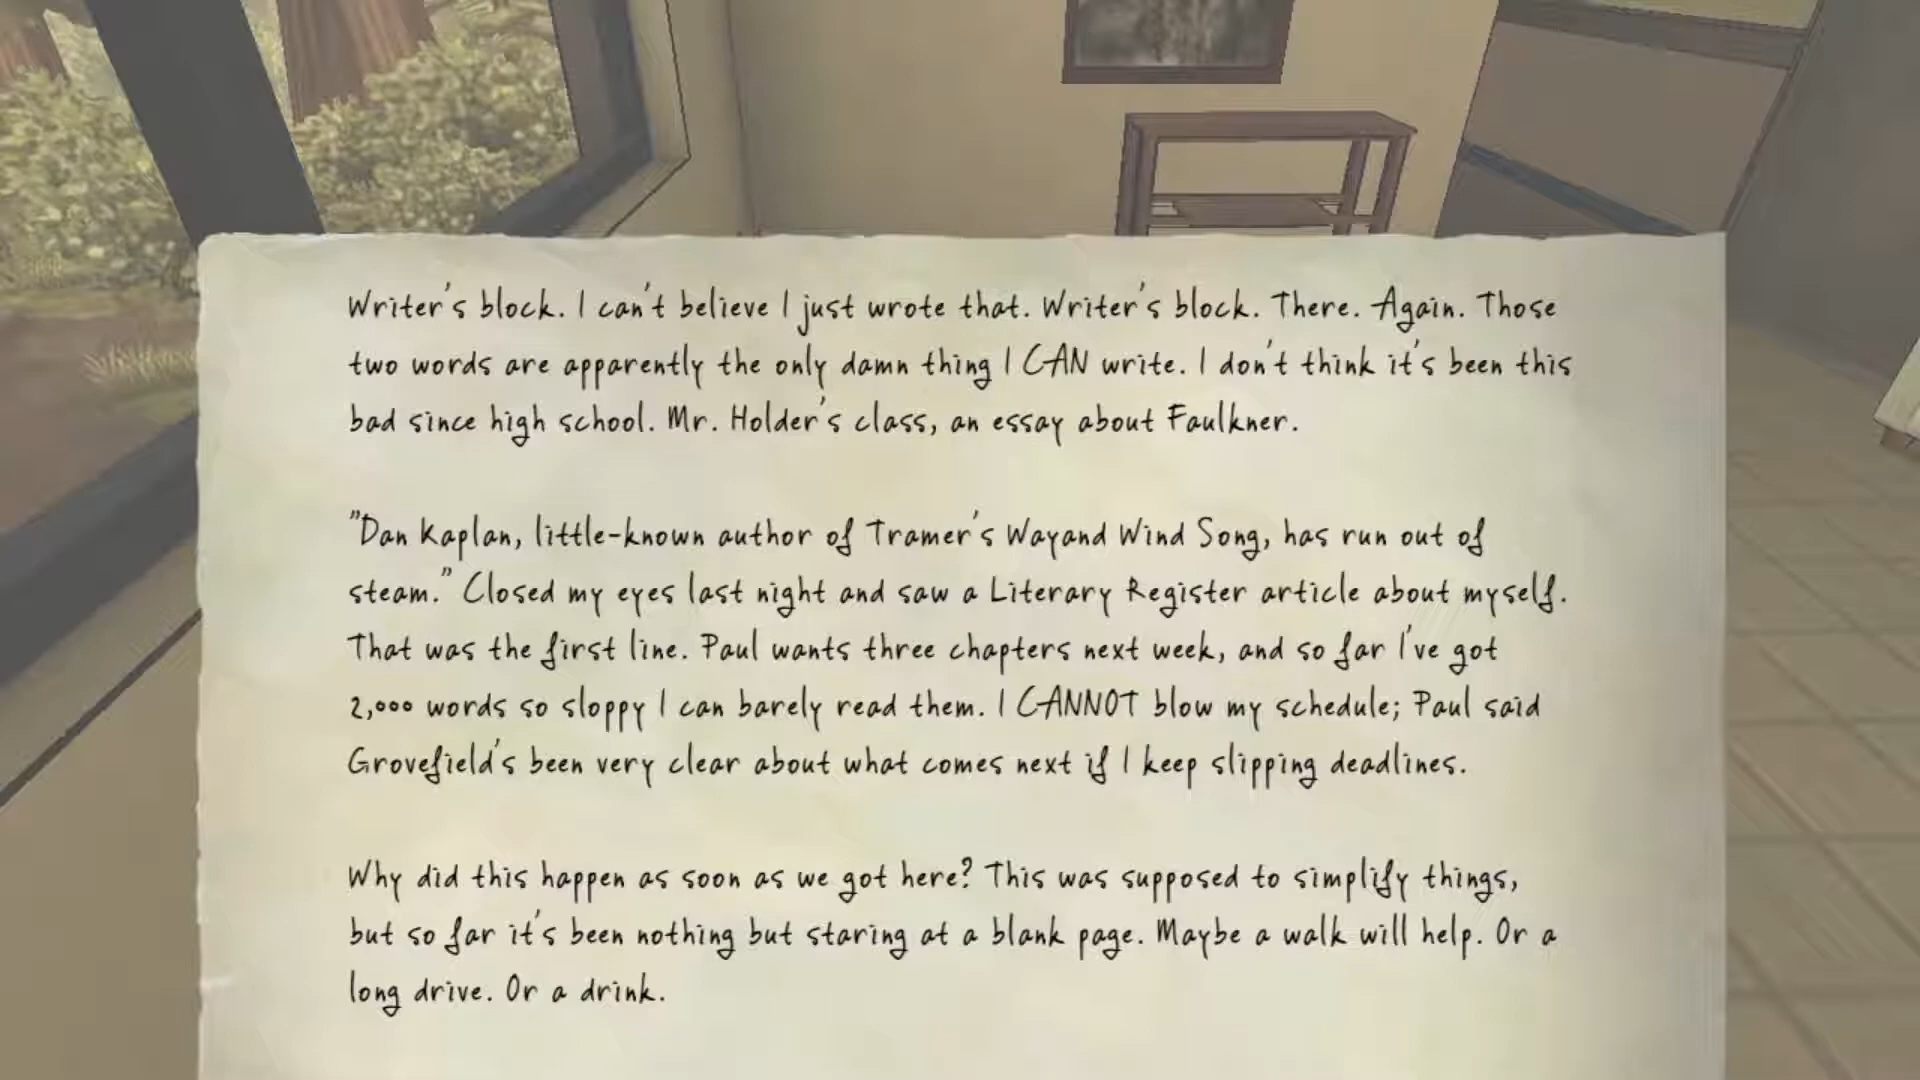 Writer's block. I can't believe I just wrote that. Writer's block. There. Again. Those
two words are apparently the only damn thing I CAN write. I don't think it's been this
bad since high school. Mr. Holder's class, an essay about Faulkner.
"Dan Kaplan, little-known author of Tramer's Wayand Wind Song, has run out of
steam." Closed my eyes last night and saw a Literary Register article about myself.
That was the first line. Paul wants three chapters next week, and so far I've got
2,000 words so sloppy I can barely read them. I CANNOT blow my schedule; Paul said
Grovefield's been very clear about what comes next if I keep slipping deadlines.
Why did this happen as soon as we got here? This was supposed to simplify things,
but so far it's been nothing but staring at a blank page. Maybe a walk will help. Or a
long drive. Or a drink.